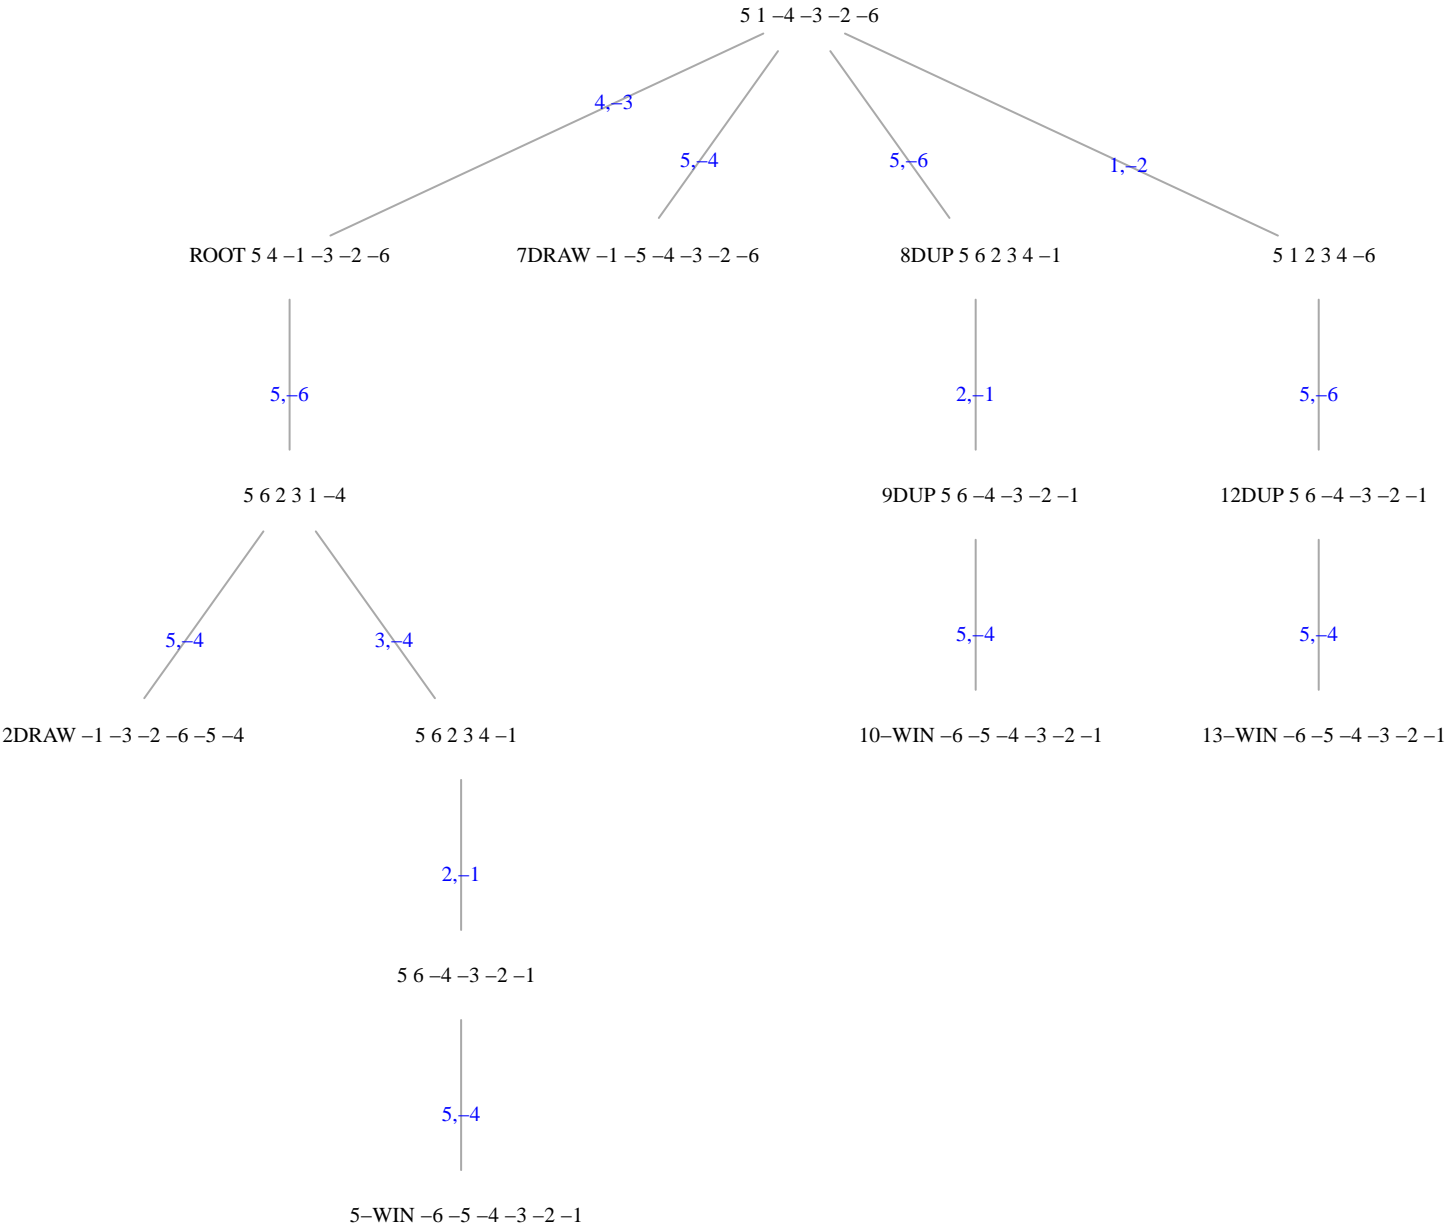 5 1 –4 –3 –2 –6
4,–3
5,–4
5,–6
1,–2
ROOT 5 4 –1 –3 –2 –6
7DRAW –1 –5 –4 –3 –2 –6
8DUP 5 6 2 3 4 –1
5 1 2 3 4 –6
5,–6
2,–1
5,–6
5 6 2 3 1 –4
9DUP 5 6 –4 –3 –2 –1
12DUP 5 6 –4 –3 –2 –1
5,–4
3,–4
5,–4
5,–4
2DRAW –1 –3 –2 –6 –5 –4
5 6 2 3 4 –1
10–WIN –6 –5 –4 –3 –2 –1
13–WIN –6 –5 –4 –3 –2 –1
2,–1
5 6 –4 –3 –2 –1
5,–4
5–WIN –6 –5 –4 –3 –2 –1